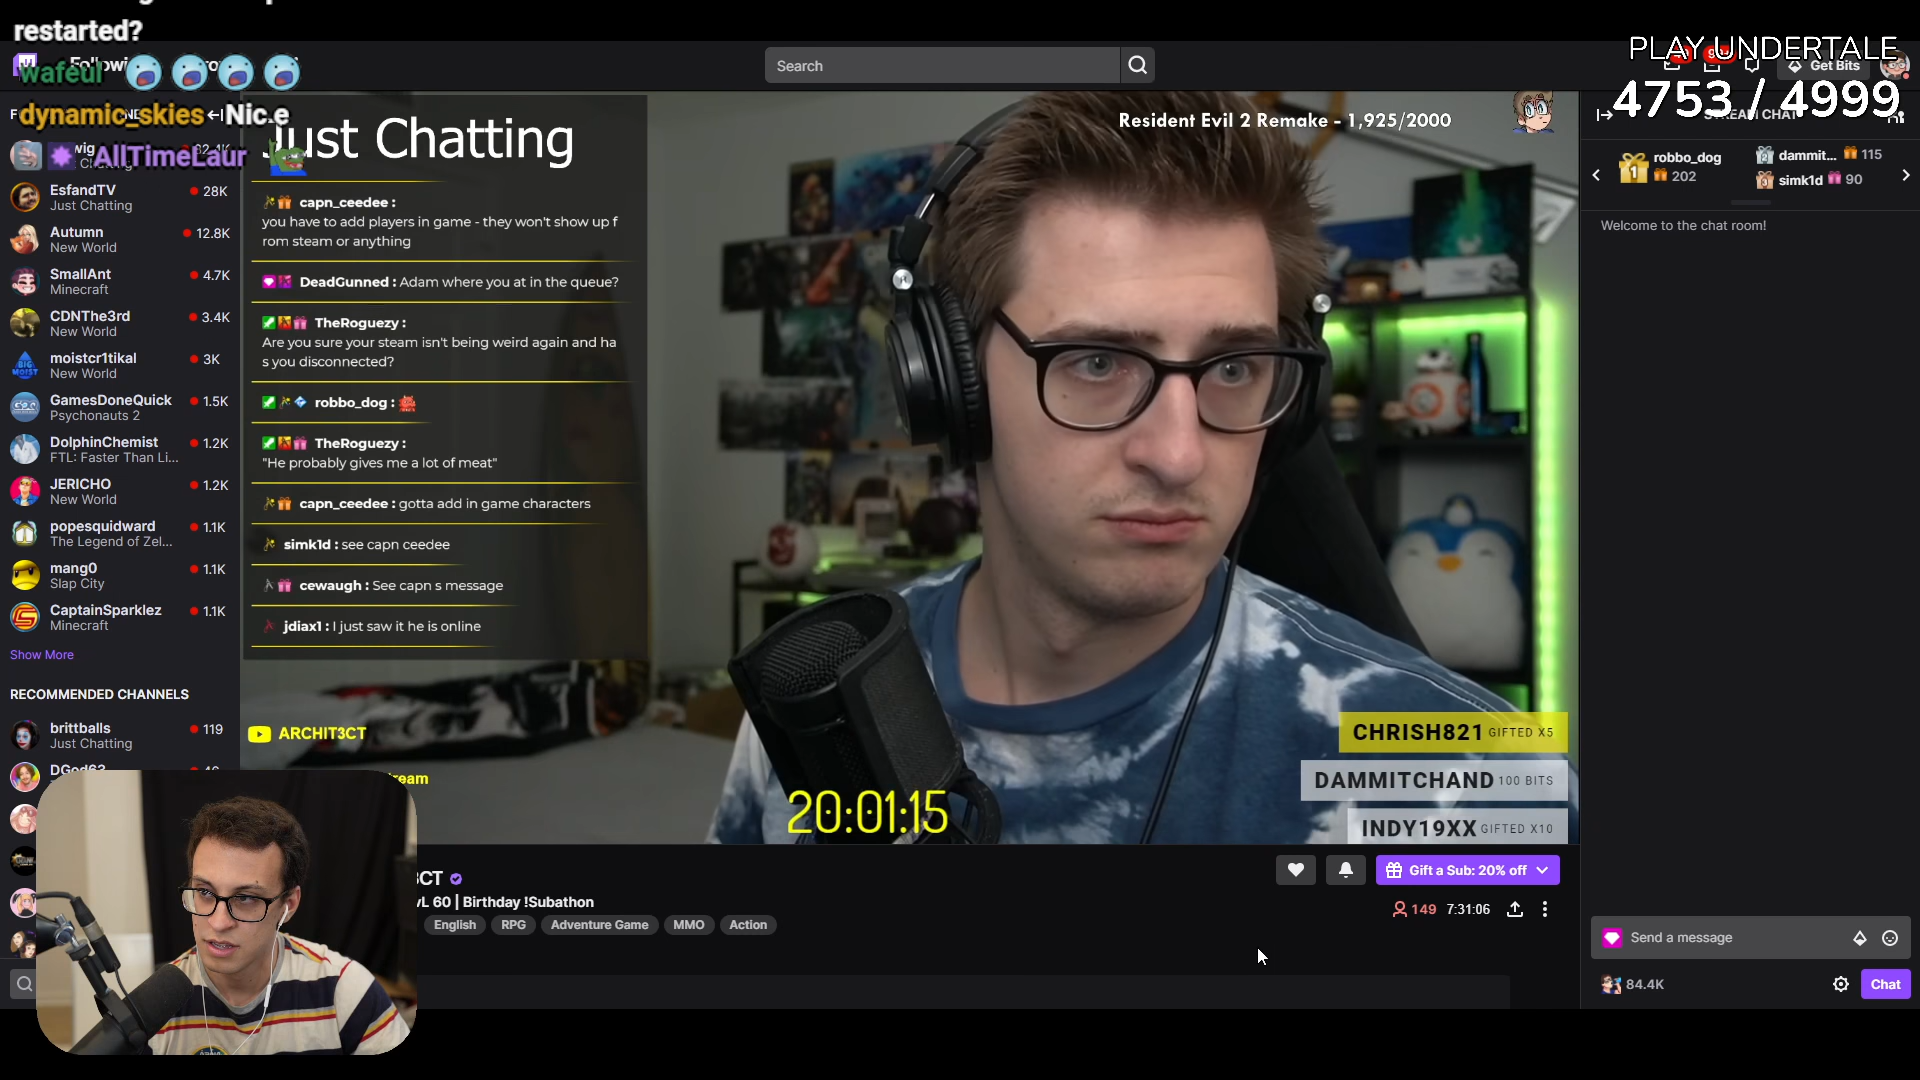 restarted?
wafeul
dynamic_skies Nic.e
AllTimeLaur
Search
Get Bits
PLAY UNDERTALE
4753 / 4999
EsfandTV
28K
Just Chatting
Autumn
12.8K
New World
SmallAnt
4.7K
Minecraft
CDNThe3rd
3.4K
New World
moistcr1tikal
3K
New World
GamesDoneQuick
1.5K
Psychonauts 2
DolphinChemist
1.2K
FTL: Faster Than Li...
JERICHO
1.2K
New World
popesquidward
1.1K
The Legend of Zel...
mang0
1.1K
Slap City
CaptainSparklez
1.1K
Minecraft
Show More
RECOMMENDED CHANNELS
brittballs
119
Just Chatting
DGod63
Just Chatting
capn_ceedee :
you have to add players in game - they won't show up f
rom steam or anything
DeadGunned : Adam where you at in the queue?
TheRoguezy :
Are you sure your steam isn't being weird again and ha
s you disconnected?
robbo_dog :
TheRoguezy :
"He probably gives me a lot of meat"
capn_ceedee : gotta add in game characters
simk1d : see capn ceedee
cewaugh : See capn s message
jdiax1 : I just saw it he is online
ARCHIT3CT
Resident Evil 2 Remake - 1,925/2000
20:01:15
CHRISH821 GIFTED X5
DAMMITCHAND 100 BITS
INDY19XX GIFTED X10
3CT
60 | Birthday !Subathon
English
RPG
Adventure Game
MMO
Action
Gift a Sub: 20% off
149
7:31:06
STREAM CHAT
robbo_dog
202
dammit... 115
simk1d 90
Welcome to the chat room!
Send a message
84.4K
Chat